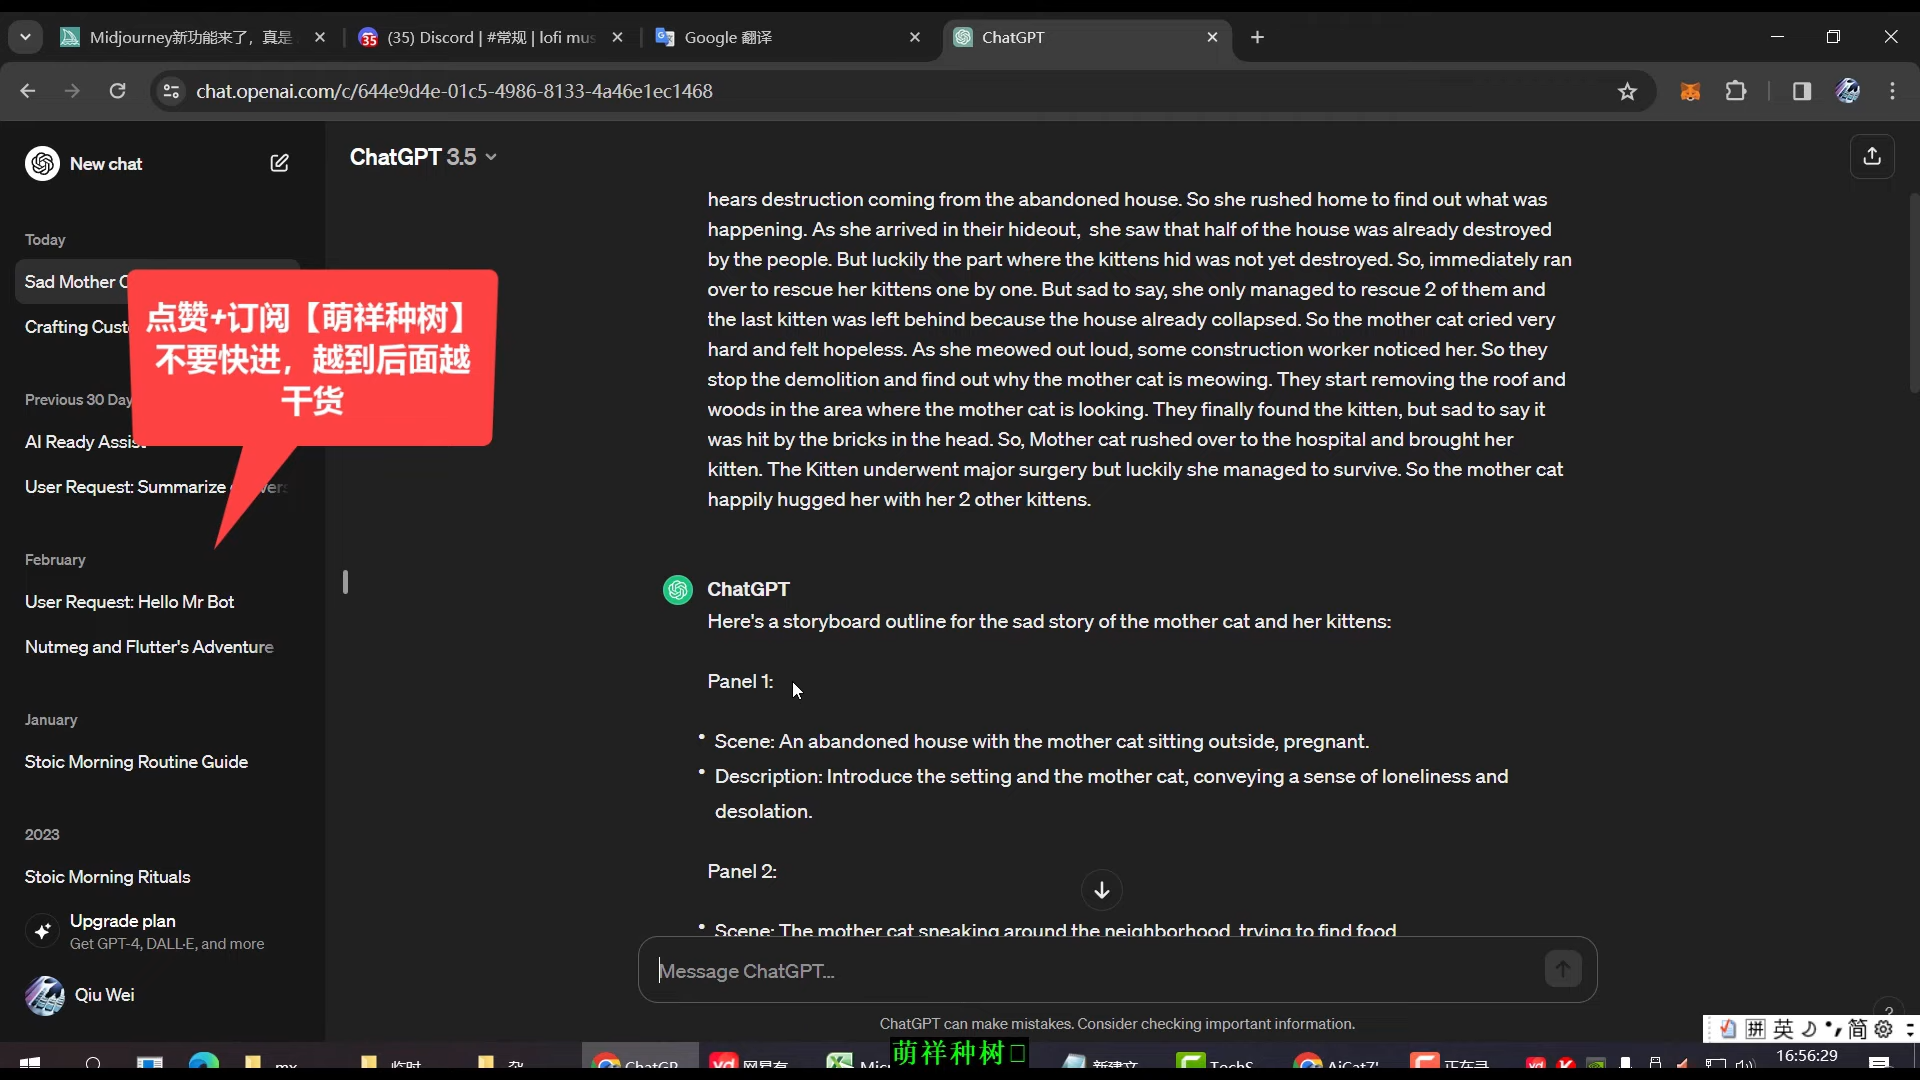 Midjourney新功能来了，真是
(35) Discord | #常规 | lofi mus
Google 翻译
ChatGPT
chat.openai.com/c/644e9d4e-01c5-4986-8133-4a46e1ec1468
New chat
ChatGPT 3.5
Today
Sad Mother C
Crafting Cust
Previous 30 Day
AI Ready Assis
User Request: Summarize
February
User Request: Hello Mr Bot
Nutmeg and Flutter's Adventure
January
Stoic Morning Routine Guide
2023
Stoic Morning Rituals
Upgrade plan
Get GPT-4, DALL·E, and more
Qiu Wei
点赞+订阅【萌祥种树】
不要快进，越到后面越
干货
hears destruction coming from the abandoned house. So she rushed home to find out what was
happening. As she arrived in their hideout, she saw that half of the house was already destroyed
by the people. But luckily the part where the kittens hid was not yet destroyed. So, immediately ran
over to rescue her kittens one by one. But sad to say, she only managed to rescue 2 of them and
the last kitten was left behind because the house already collapsed. So the mother cat cried very
hard and felt hopeless. As she meowed out loud, some construction worker noticed her. So they
stop the demolition and find out why the mother cat is meowing. They start removing the roof and
woods in the area where the mother cat is looking. They finally found the kitten, but sad to say it
was hit by the bricks in the head. So, Mother cat rushed over to the hospital and brought her
kitten. The Kitten underwent major surgery but luckily she managed to survive. So the mother cat
happily hugged her with her 2 other kittens.
ChatGPT
Here's a storyboard outline for the sad story of the mother cat and her kittens:
Panel 1:
• Scene: An abandoned house with the mother cat sitting outside, pregnant.
• Description: Introduce the setting and the mother cat, conveying a sense of loneliness and
desolation.
Panel 2:
• Scene: The mother cat sneaking around the neighborhood, trying to find food
Message ChatGPT...
ChatGPT can make mistakes. Consider checking important information.
拼 英 简
萌祥种树
16:56:29